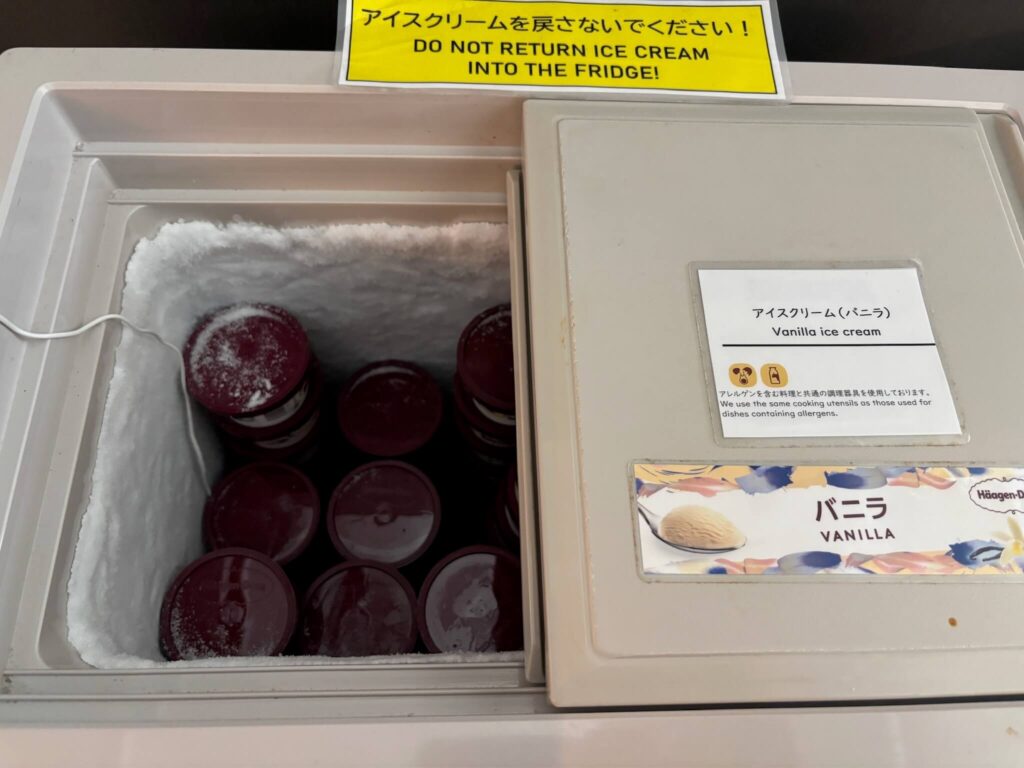 アイスクリームを戻さないでください！
DO NOT RETURN ICE CREAM
INTO THE FRIDGE!
アイスクリーム（バニラ）
Vanilla ice cream
アレルゲンを含む料理と共通の調理器具を使用しております。
We use the same cooking utensils as those used for
dishes containing allergens.
Häagen-D
バニラ
VANILLA